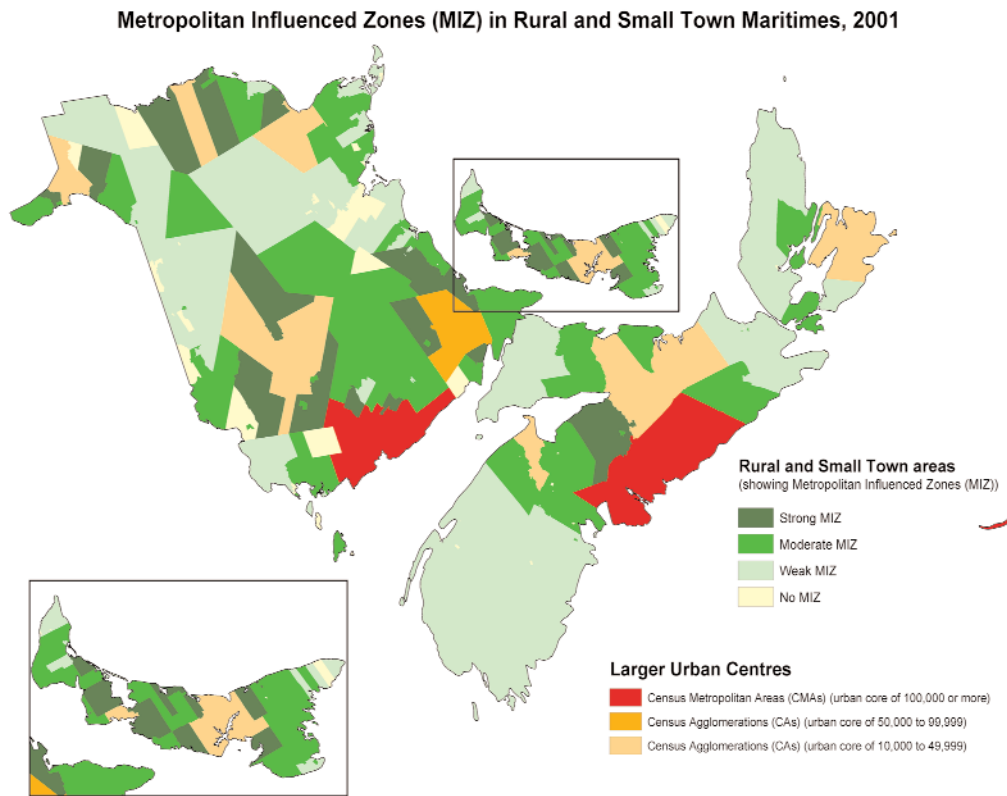 Metropolitan Influenced Zones (MIZ) in Rural and Small Town Maritimes, 2001
Rural and Small Town areas
(showing Metropolitan Influenced Zones (MIZ))
Strong MIZ
Moderate MIZ
Weak MIZ
No MIZ
Larger Urban Centres
Census Metropolitan Areas (CMAs) (urban core of 100,000 or more)
Census Agglomerations (CAs) (urban core of 50,000 to 99,999)
Census Agglomerations (CAs) (urban core of 10,000 to 49,999)